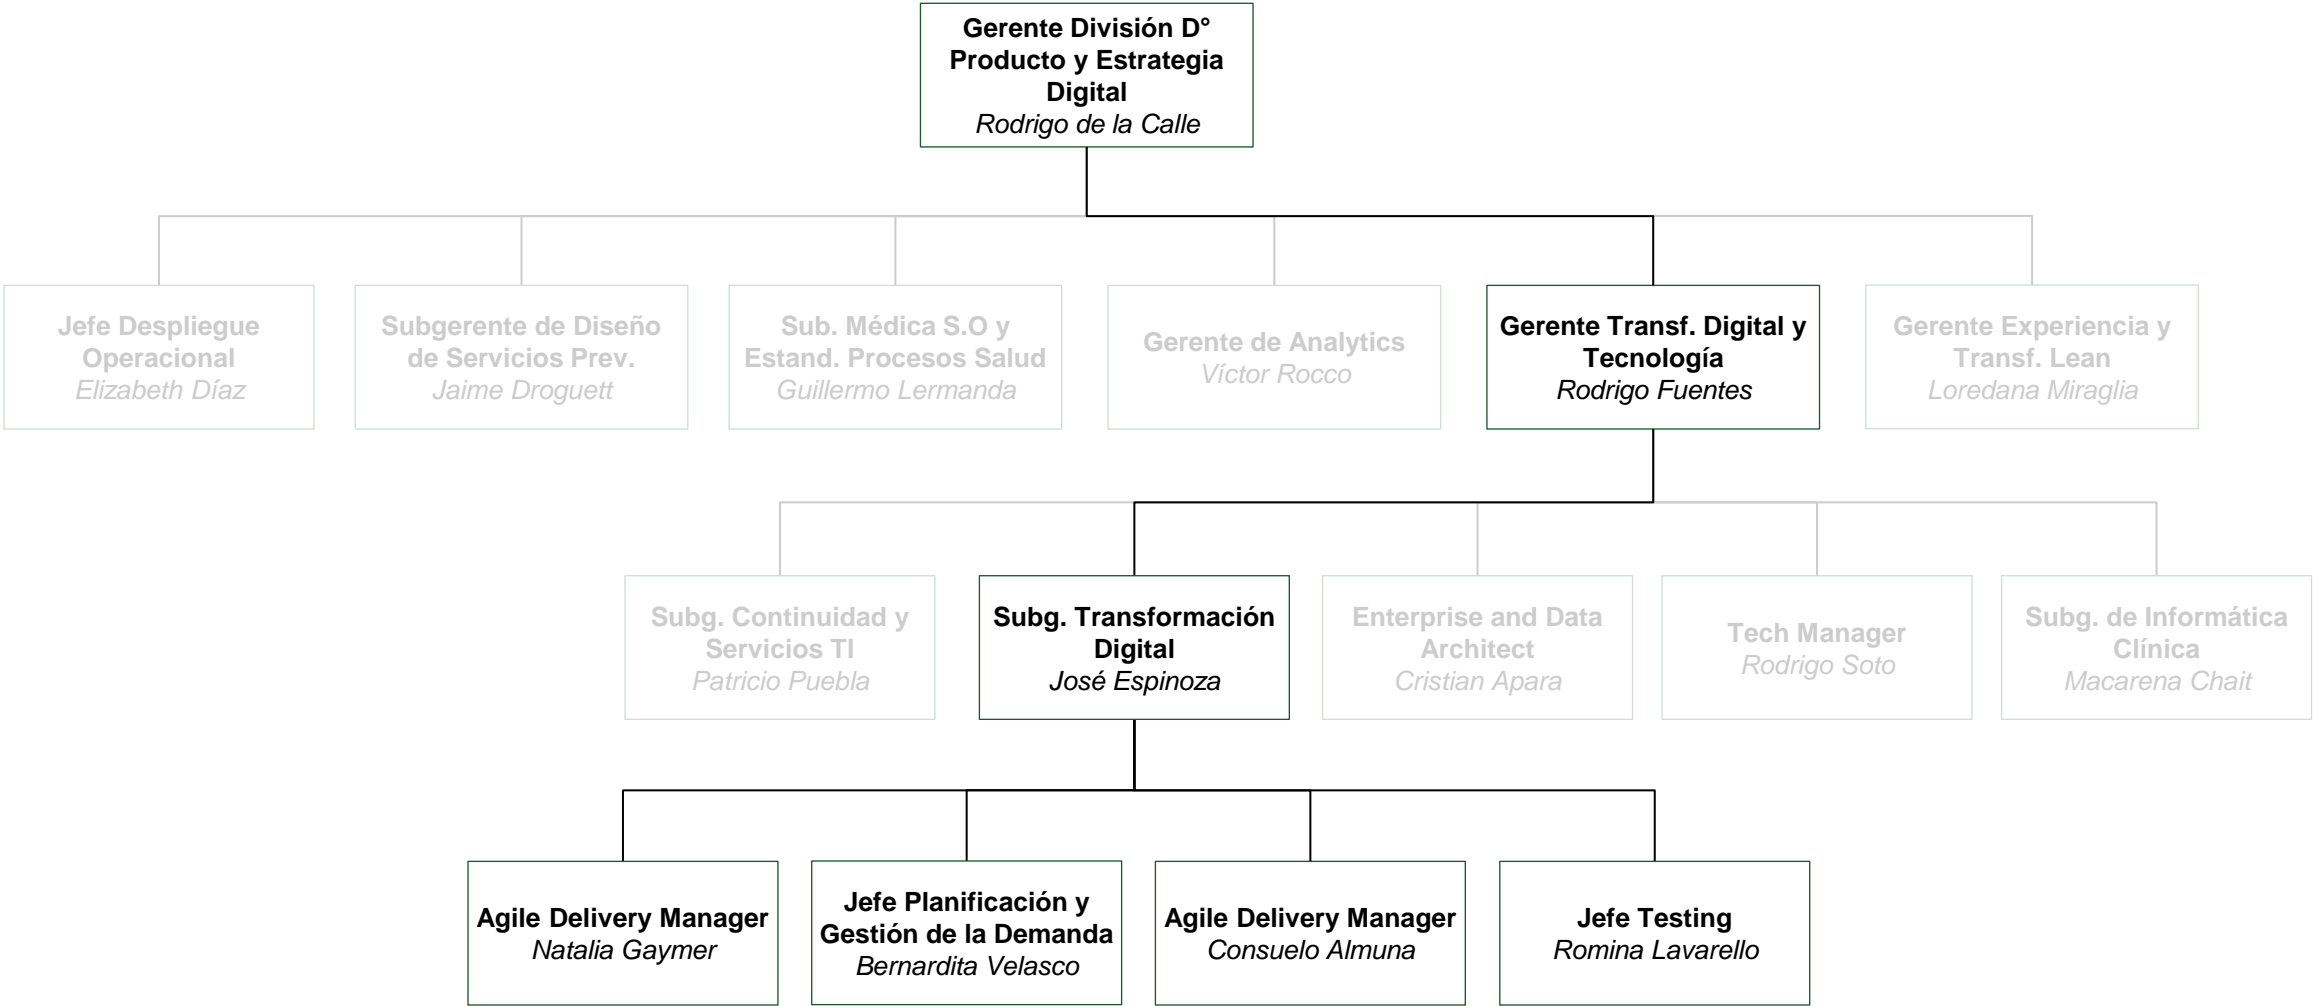 Gerente División D°
Producto y Estrategia
Digital
Rodrigo de la Calle
Jefe Despliegue
Operacional
Elizabeth Díaz
Subgerente de Diseño
de Servicios Prev.
Jaime Droguett
Sub. Médica S.O y
Estand. Procesos Salud
Guillermo Lermanda
Gerente de Analytics
Víctor Rocco
Gerente Transf. Digital y
Tecnología
Rodrigo Fuentes
Gerente Experiencia y
Transf. Lean
Loredana Miraglia
Subg. Continuidad y
Servicios TI
Patricio Puebla
Subg. Transformación
Digital
José Espinoza
Enterprise and Data
Architect
Cristian Apara
Tech Manager
Rodrigo Soto
Subg. de Informática
Clínica
Macarena Chait
Agile Delivery Manager
Natalia Gaymer
Jefe Planificación y
Gestión de la Demanda
Bernardita Velasco
Agile Delivery Manager
Consuelo Almuna
Jefe Testing
Romina Lavarello